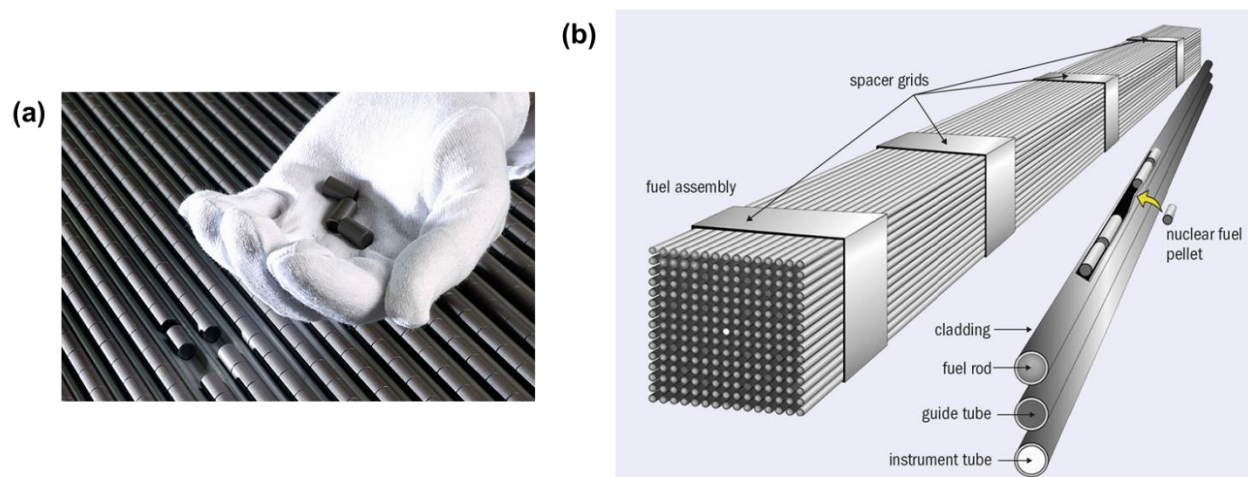 (a)
(b)
spacer grids
fuel assembly
nuclear fuel
pellet
cladding
fuel rod
guide tube
instrument tube